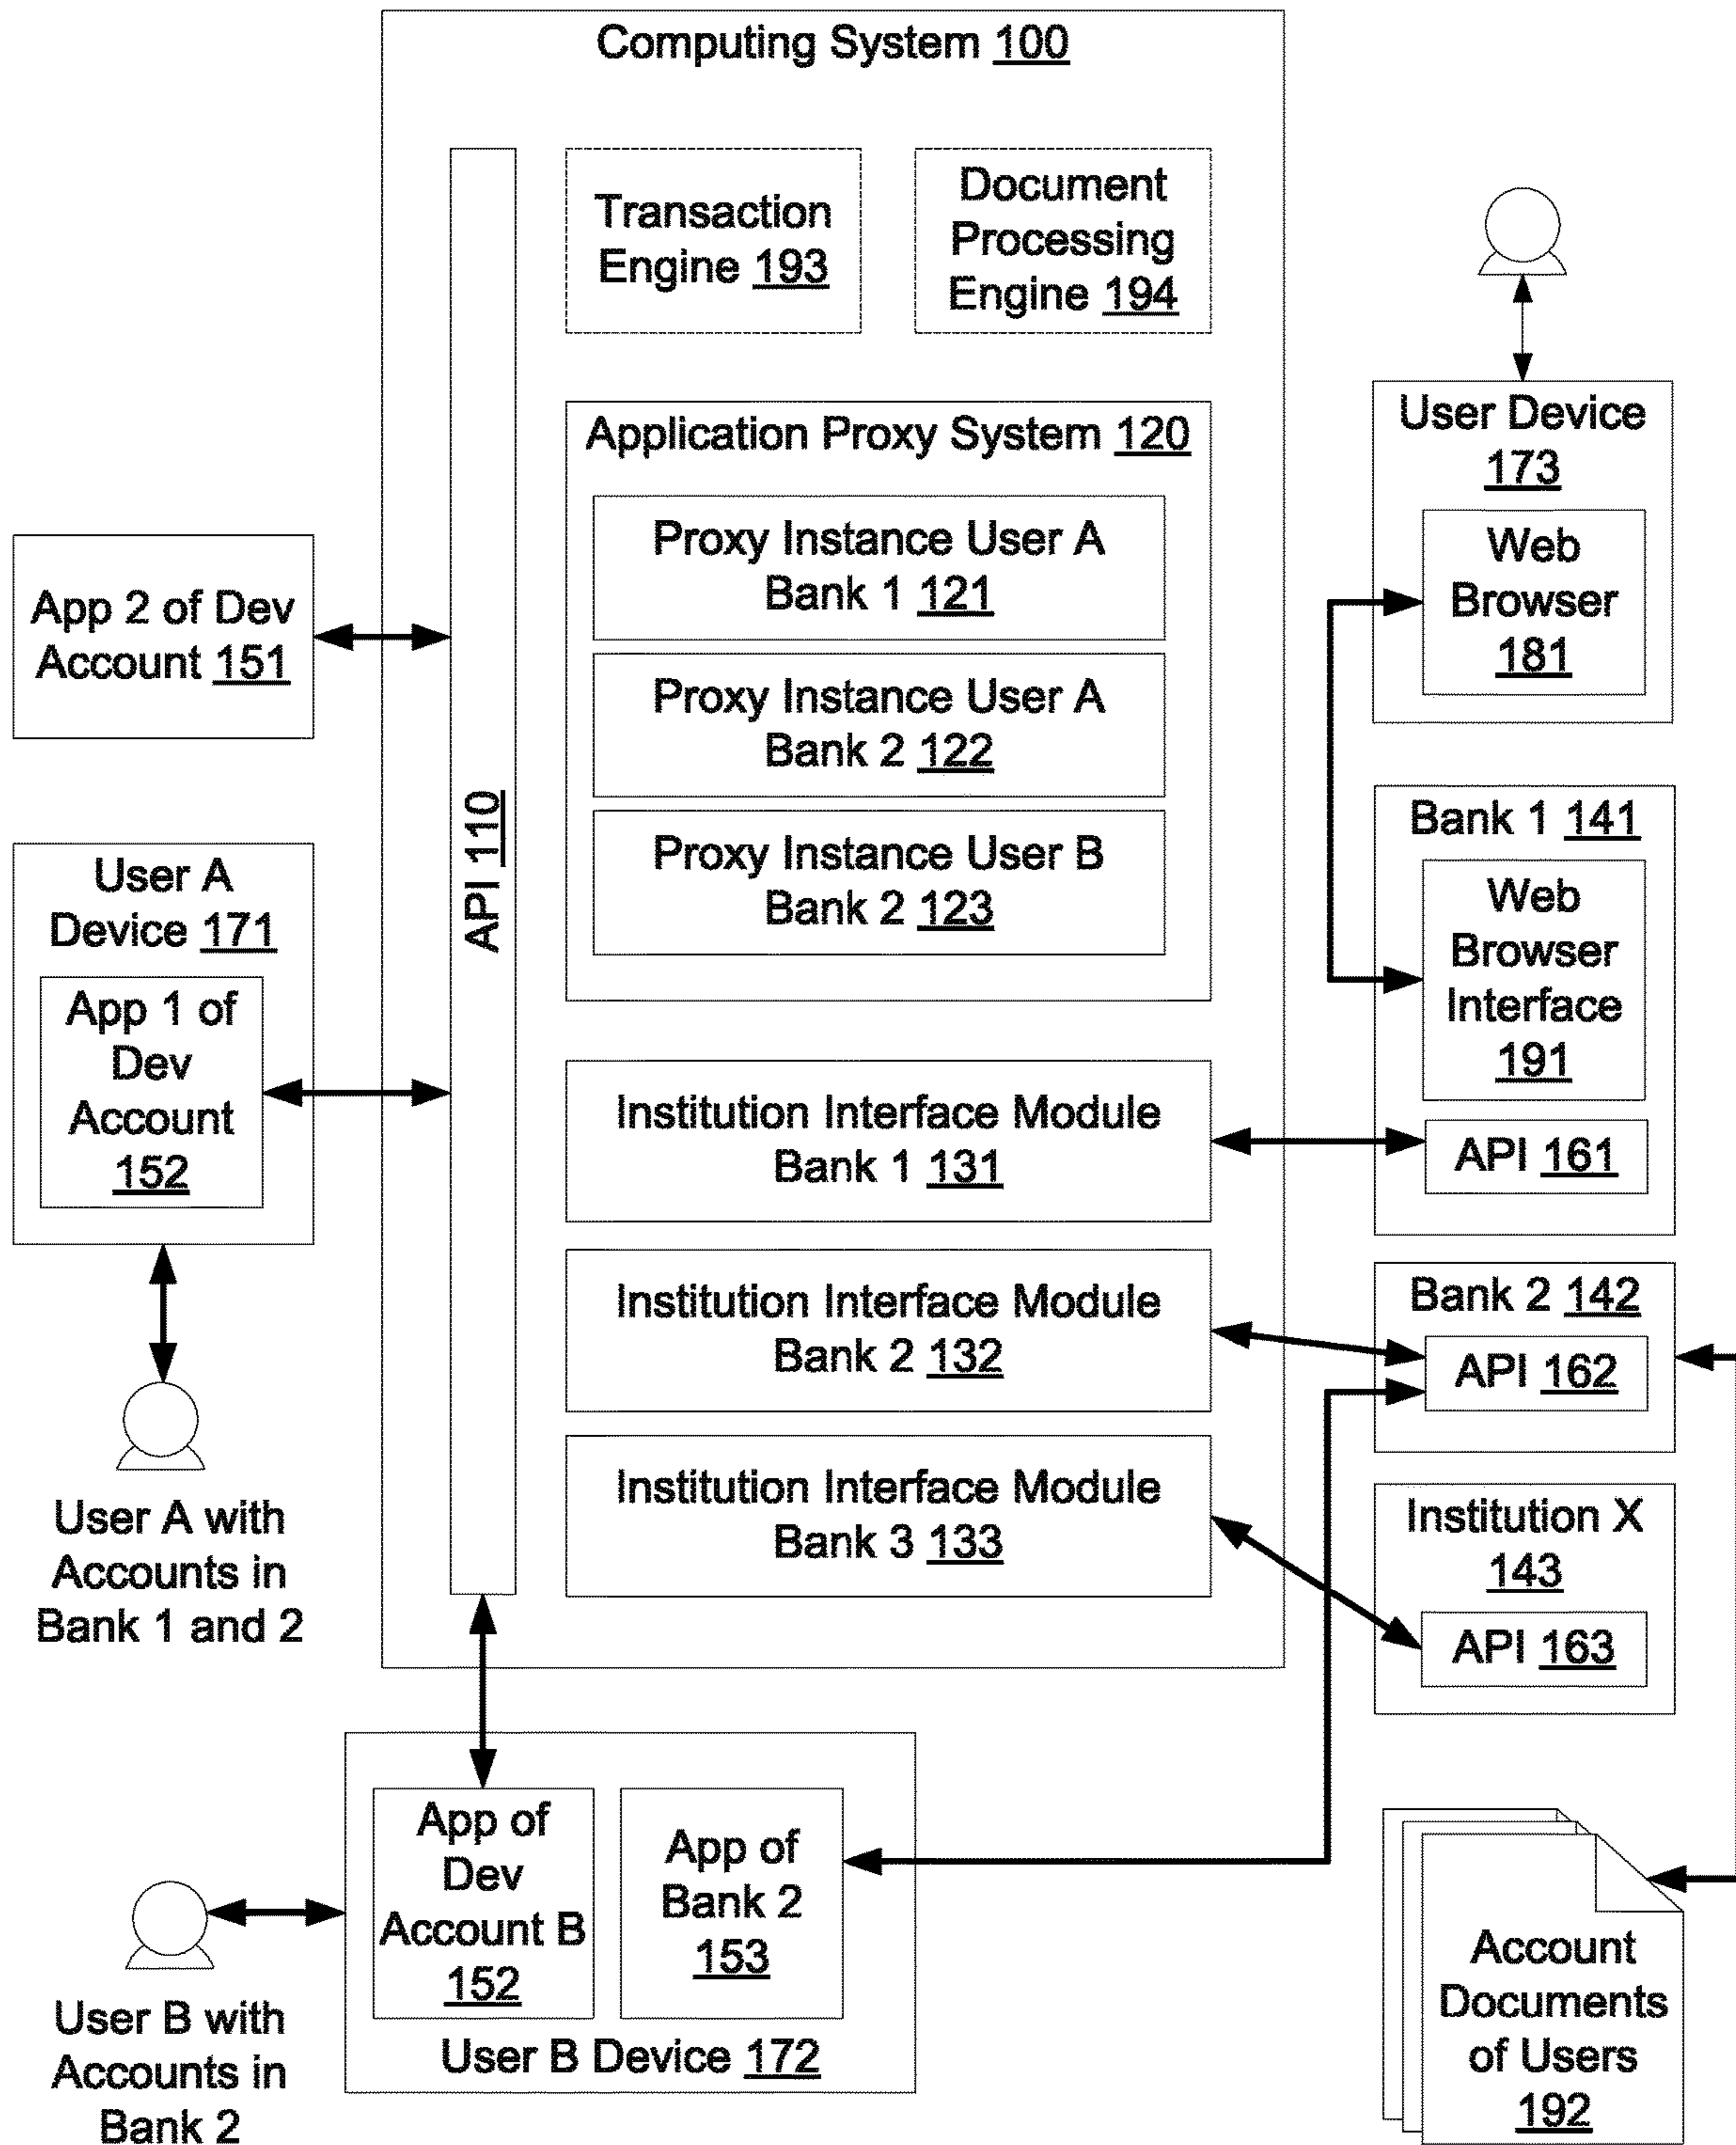 Computing System 100
Transaction
Engine 193
Document
Processing
Engine 194
Application Proxy System 120
Proxy Instance User A
Bank 1 121
Proxy Instance User A
Bank 2 122
Proxy Instance User B
Bank 2 123
API 110
Institution Interface Module
Bank 1 131
Institution Interface Module
Bank 2 132
Institution Interface Module
Bank 3 133
App 2 of Dev
Account 151
User A
Device 171
App 1 of
Dev
Account
152
User A with
Accounts in
Bank 1 and 2
User Device
173
Web
Browser
181
Bank 1 141
Web
Browser
Interface
191
API 161
Bank 2 142
API 162
Institution X
143
API 163
App of
Dev
Account B
152
App of
Bank 2
153
User B Device 172
User B with
Accounts in
Bank 2
Account
Documents
of Users
192